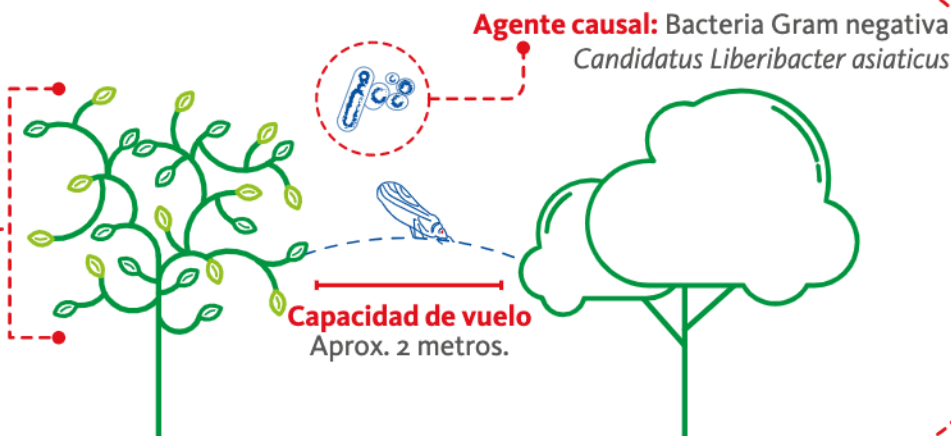 Agente causal: Bacteria Gram negativa
Candidatus Liberibacter asiaticus
Capacidad de vuelo
Aprox. 2 metros.